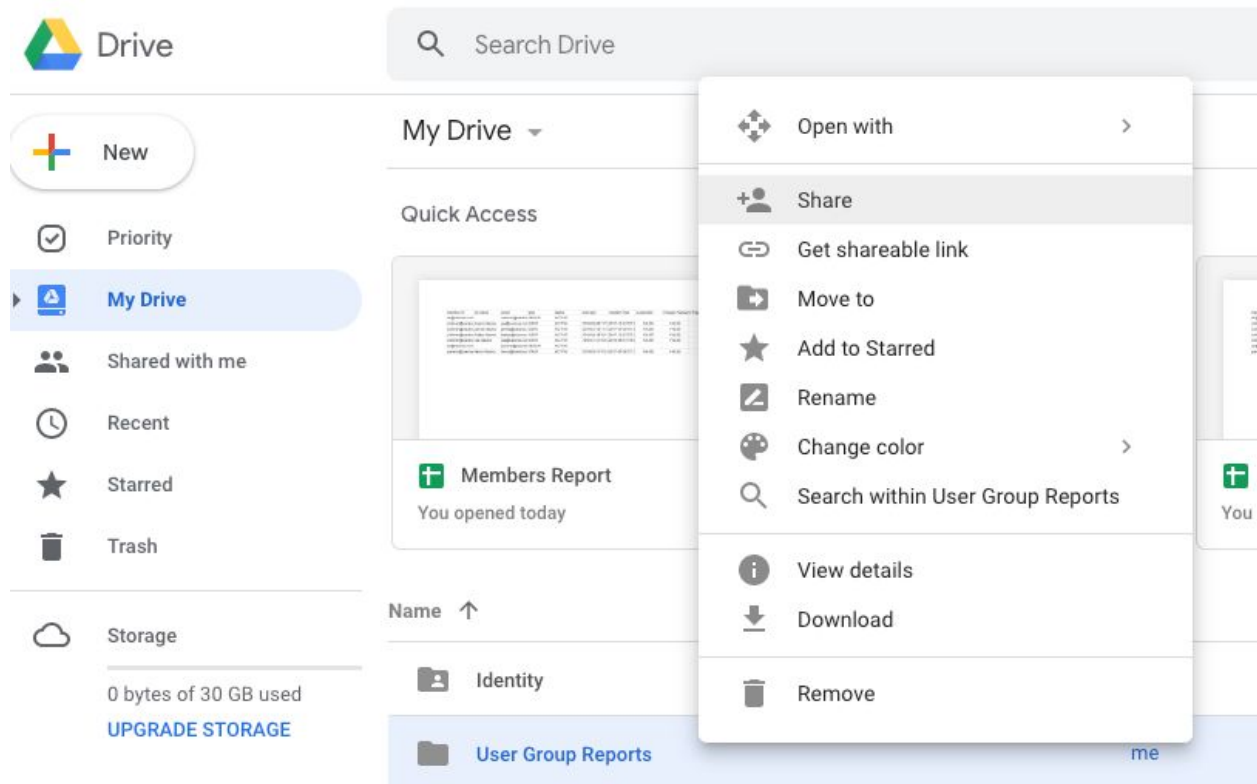 Drive
Search Drive
New
Priority
My Drive
Shared with me
Recent
Starred
Trash
Storage
0 bytes of 30 GB used
UPGRADE STORAGE
My Drive
Quick Access
Members Report
You opened today
You
Name
Identity
User Group Reports
me
Open with
Share
Get shareable link
Move to
Add to Starred
Rename
Change color
Search within User Group Reports
View details
Download
Remove